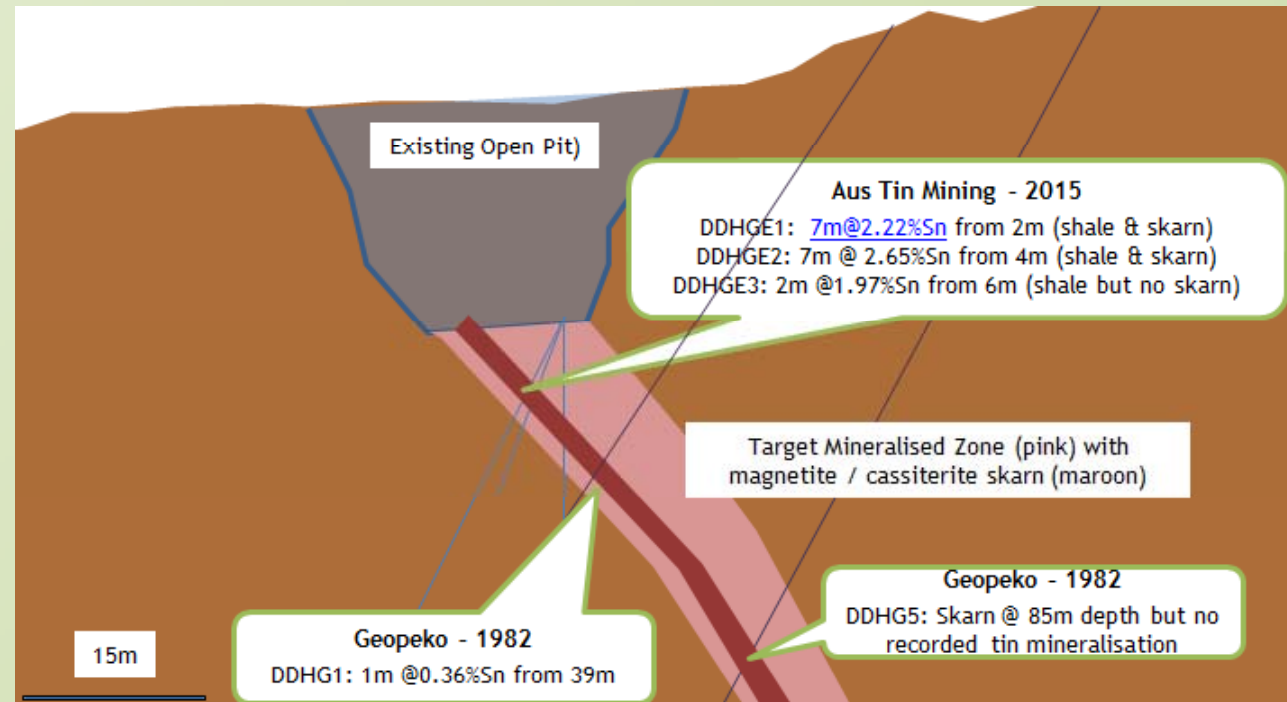 Existing Open Pit)
Aus Tin Mining - 2015
DDHGE1: 7m@2.22%Sn from 2m (shale & skarn)
DDHGE2: 7m @ 2.65%Sn from 4m (shale & skarn)
DDHGE3: 2m @1.97%Sn from 6m (shale but no skarn)
Target Mineralised Zone (pink) with
magnetite / cassiterite skarn (maroon)
Geopeko - 1982
DDHG5: Skarn @ 85m depth but no
recorded tin mineralisation
Geopeko - 1982
DDHG1: 1m @0.36%Sn from 39m
15m